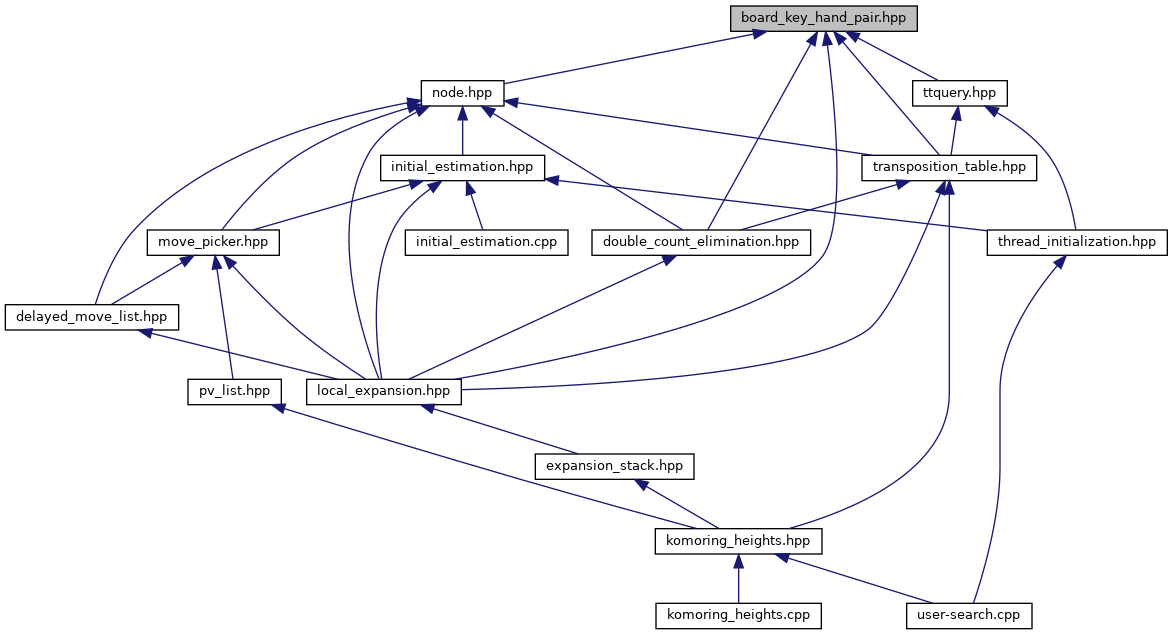 board_key_hand_pair.hpp
node.hpp
ttquery.hpp
initial_estimation.hpp
transposition_table.hpp
move_picker.hpp
initial_estimation.cpp
double_count_elimination.hpp
thread_initialization.hpp
delayed_move_list.hpp
pv_list.hpp
local_expansion.hpp
expansion_stack.hpp
komoring_heights.hpp
komoring_heights.cpp
user-search.cpp